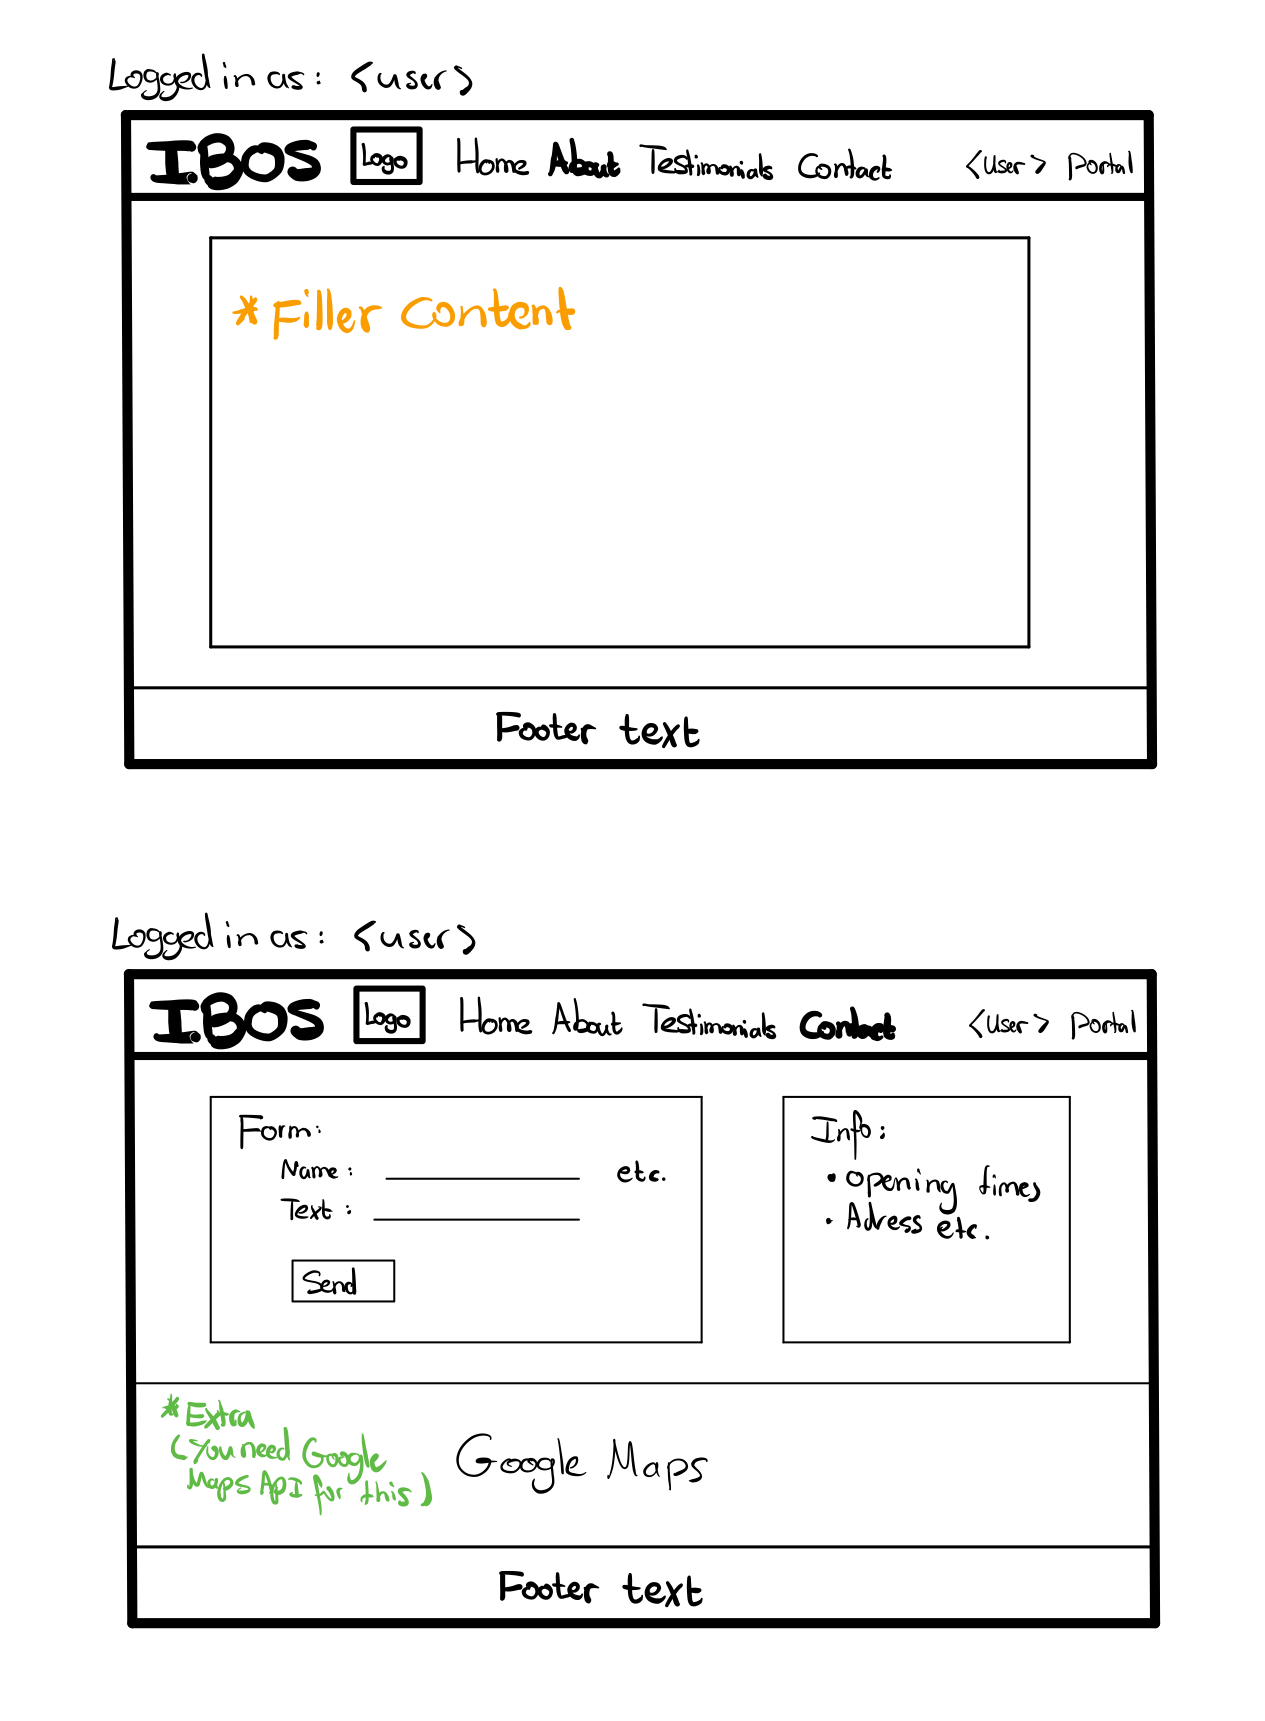 Logged in as: <user>
I.BOS Logo Home About Testimonials Contact <User> Portal
*Filler Content
Footer text
Logged in as: <user>
I.BOS Logo Home About Testimonials Contact <User> Portal
Form:
Name: etc.
Text:
Send
Info:
• opening times
• Adress etc.
*Extra
(You need Google
Maps API for this)
Google Maps
Footer text